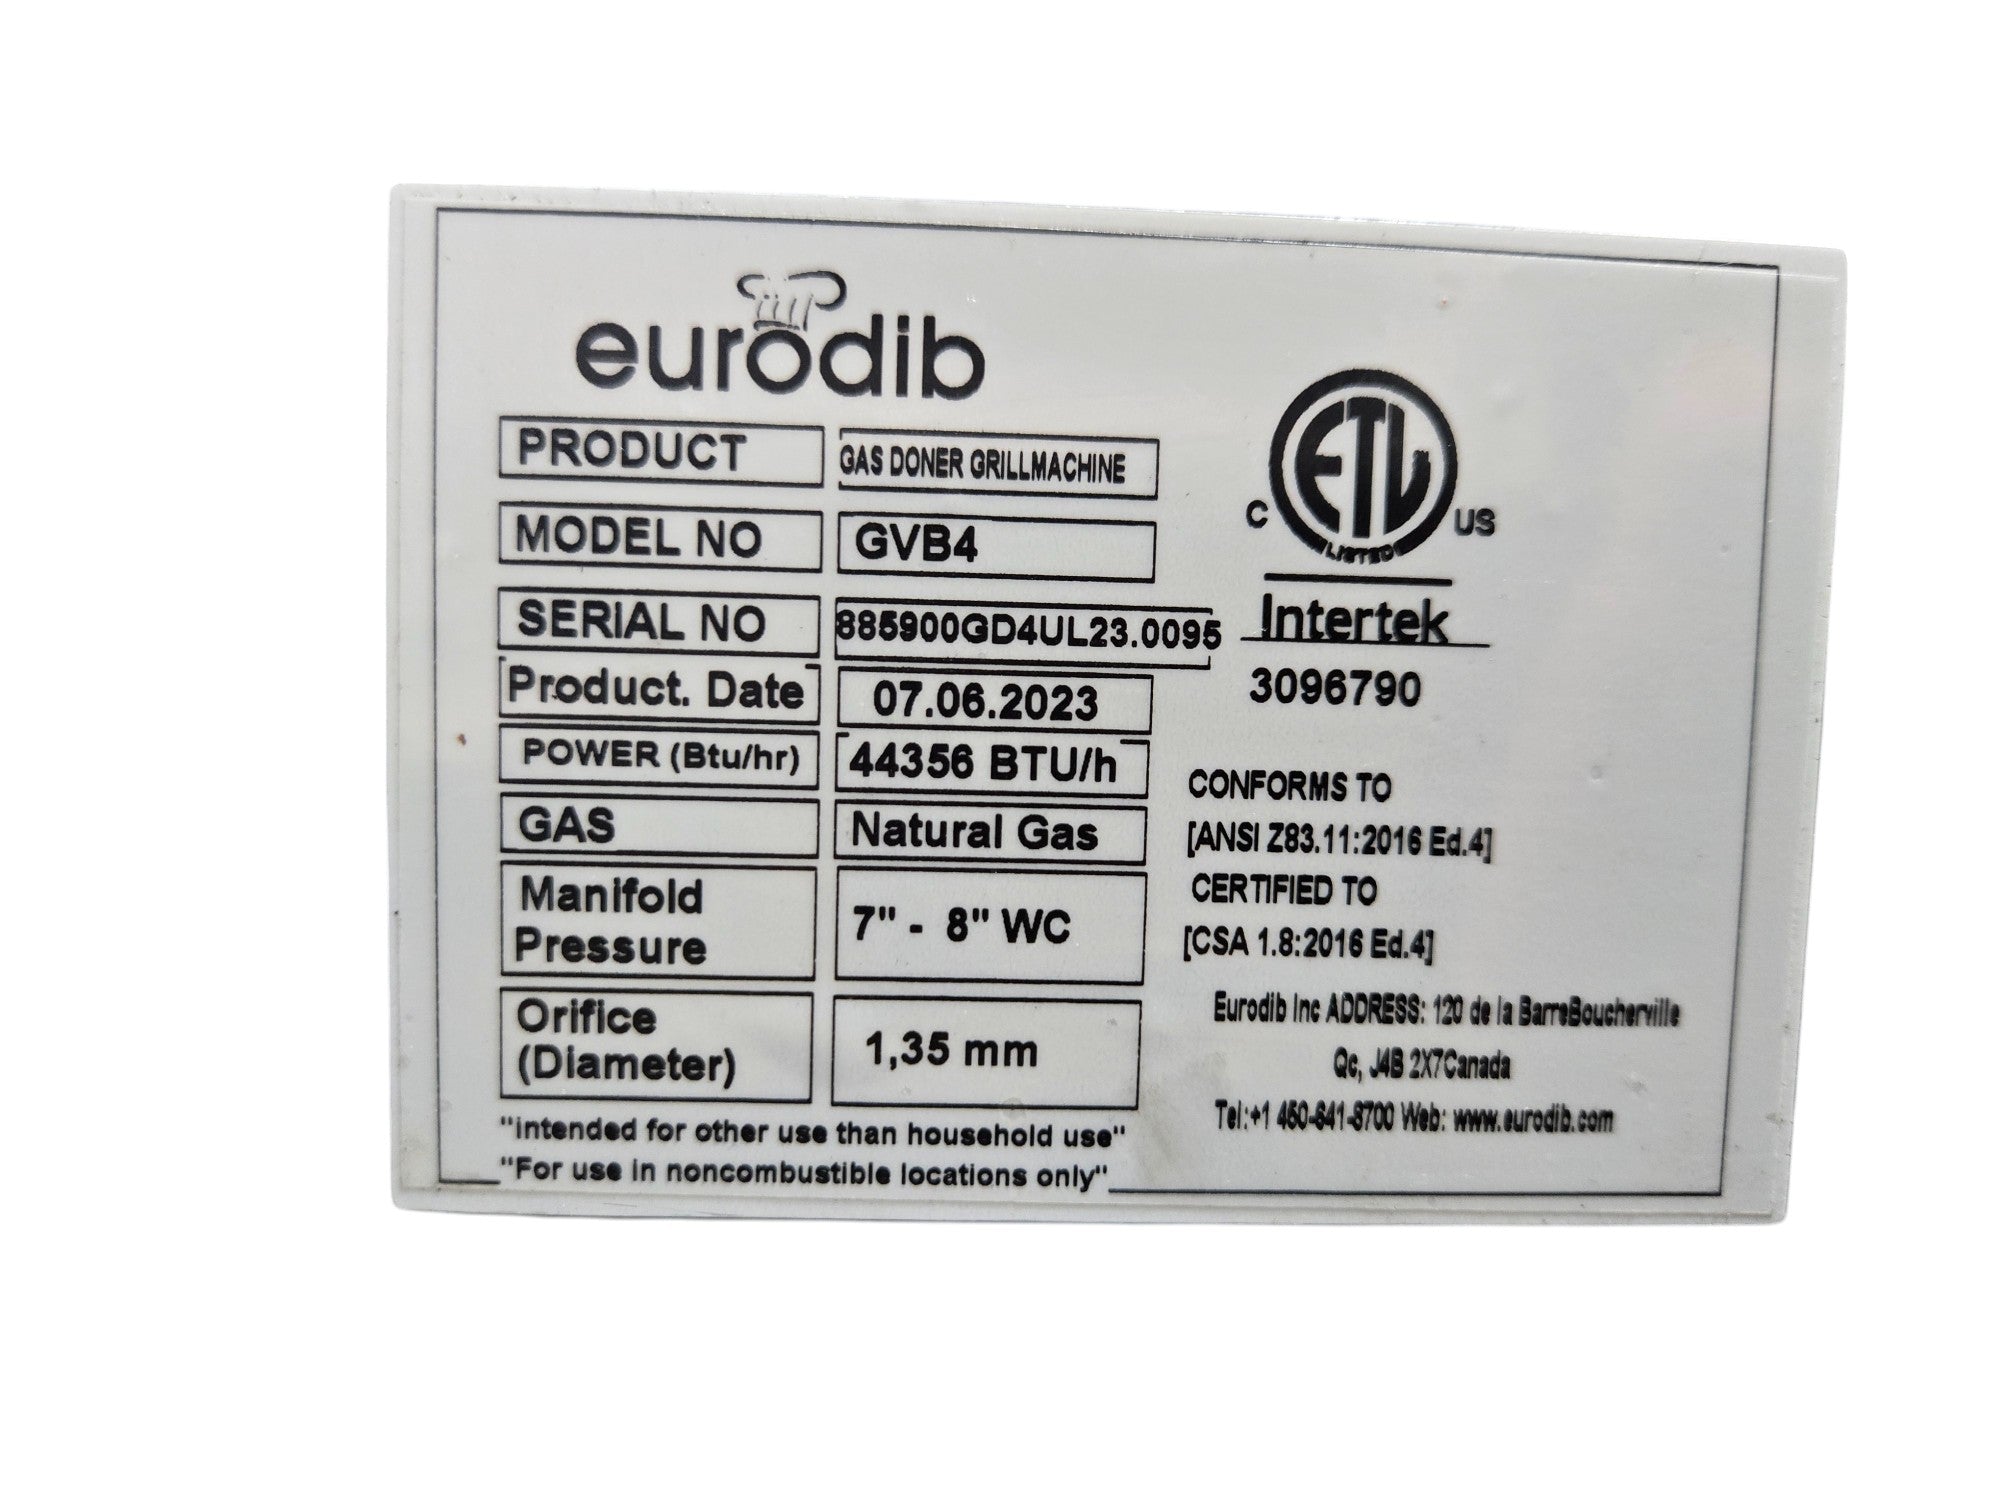 eurodib
PRODUCT GAS DONER GRILLMACHINE
MODEL NO GVB4
SERIAL NO 885900GD4UL23.0095
Product. Date 07.06.2023
POWER (Btu/hr) 44356 BTU/h
GAS Natural Gas
Manifold
Pressure
7" - 8" WC
Orifice
(Diameter)
1,35 mm
"intended for other use than household use"
"For use in noncombustible locations only"
ETL
C US
LISTED
Intertek
3096790
CONFORMS TO
[ANSI Z83.11:2016 Ed.4]
CERTIFIED TO
[CSA 1.8:2016 Ed.4]
Eurodib Inc ADDRESS: 120 de la BarreBoucherville
Qc, J4B 2X7Canada
Tel:+1 450-641-8700 Web: www.eurodib.com